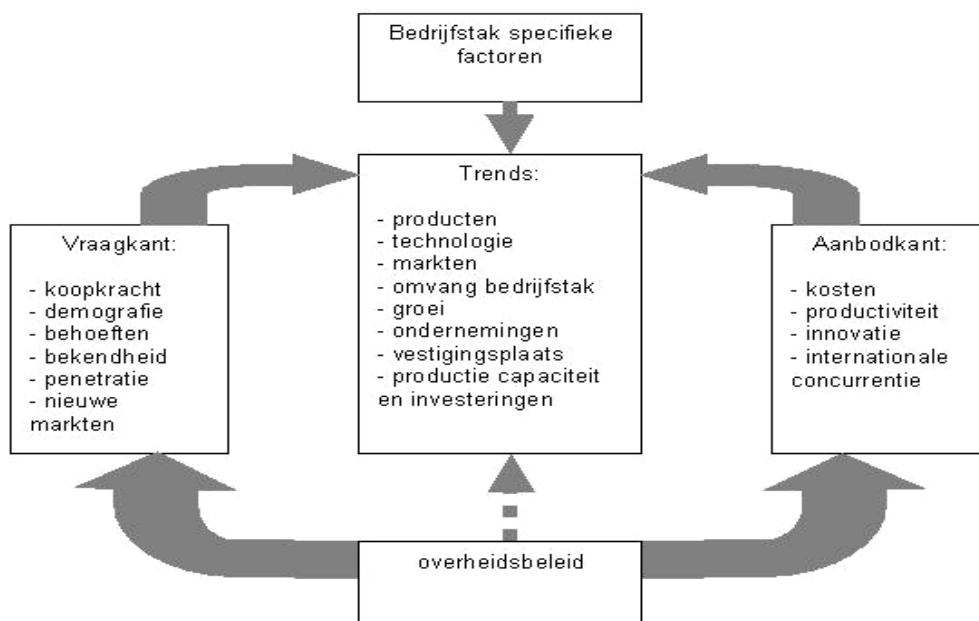 Bedrijfstak specifieke
factoren
Trends:
- producten
- technologie
- markten
- omvang bedrijfstak
- groei
- ondernemingen
- vestigingsplaats
- productie capaciteit
en investeringen
Vraagkant:
- koopkracht
- demografie
- behoeften
- bekendheid
- penetratie
- nieuwe
markten
Aanbodkant:
- kosten
- productiviteit
- innovatie
- internationale
concurrentie
overheidsbeleid